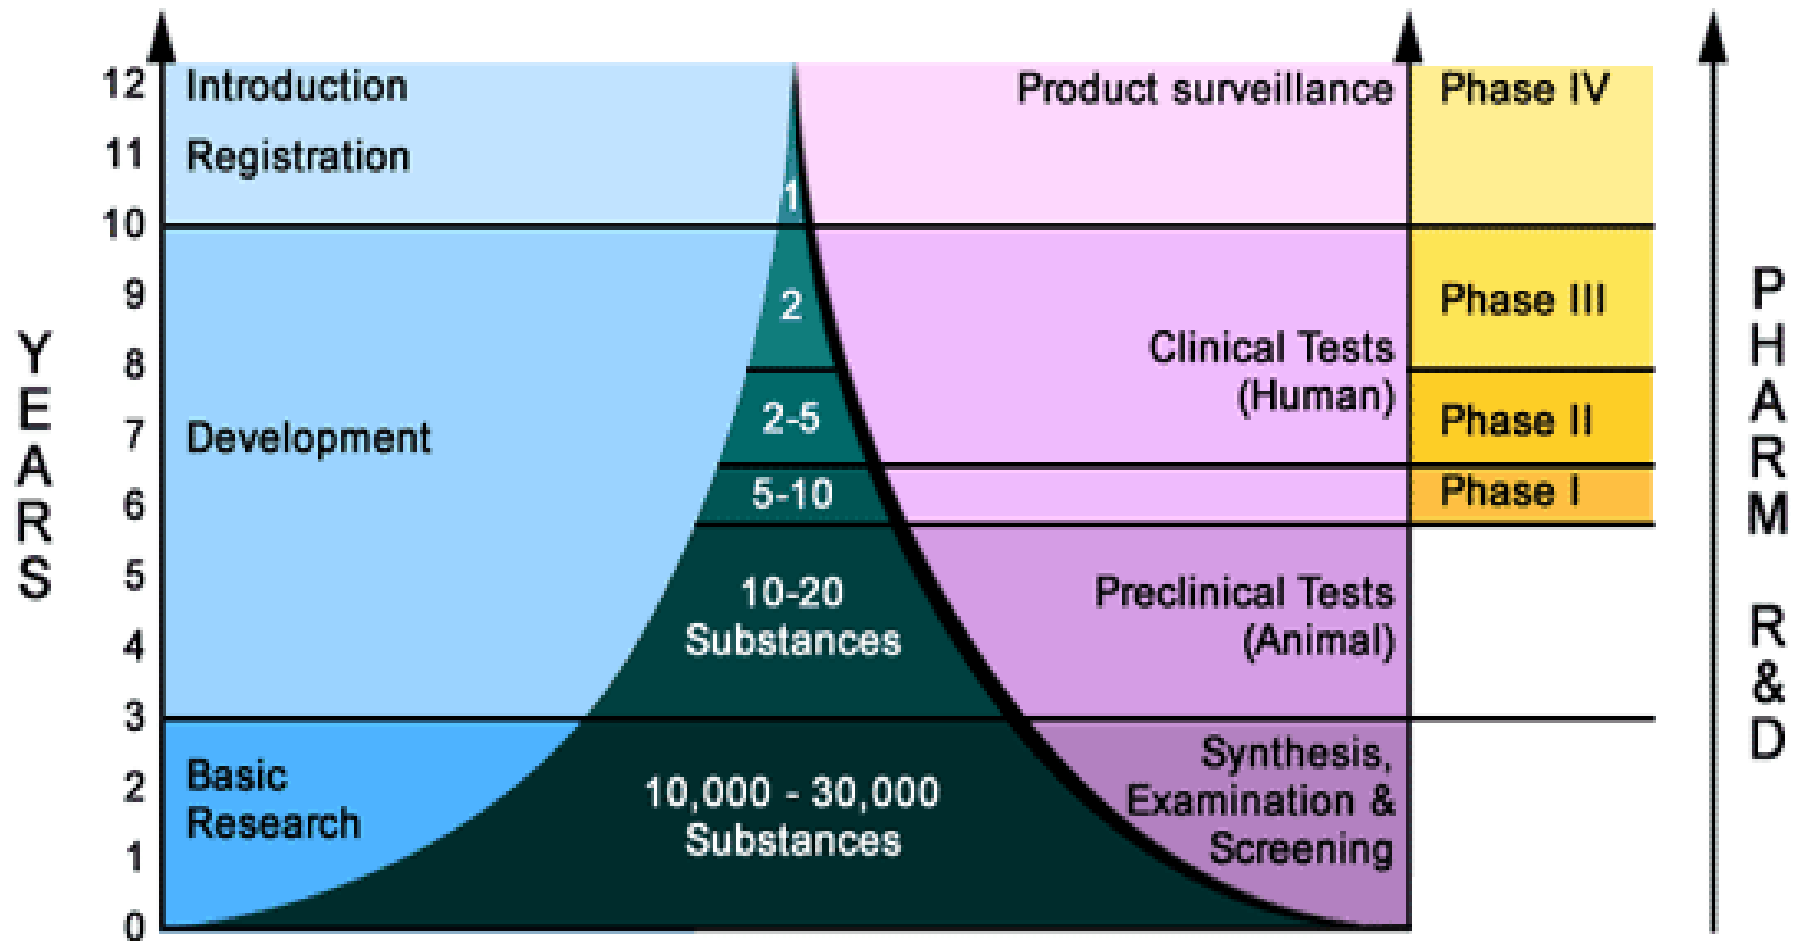 YEARS
12
11
10
9
8
7
6
5
4
3
2
1
0
Introduction
Registration
Development
Basic
Research
1
2
2-5
5-10
10-20
Substances
10,000 - 30,000
Substances
Product surveillance
Clinical Tests
(Human)
Preclinical Tests
(Animal)
Synthesis,
Examination &
Screening
Phase IV
Phase III
Phase II
Phase I
PHARM R&D